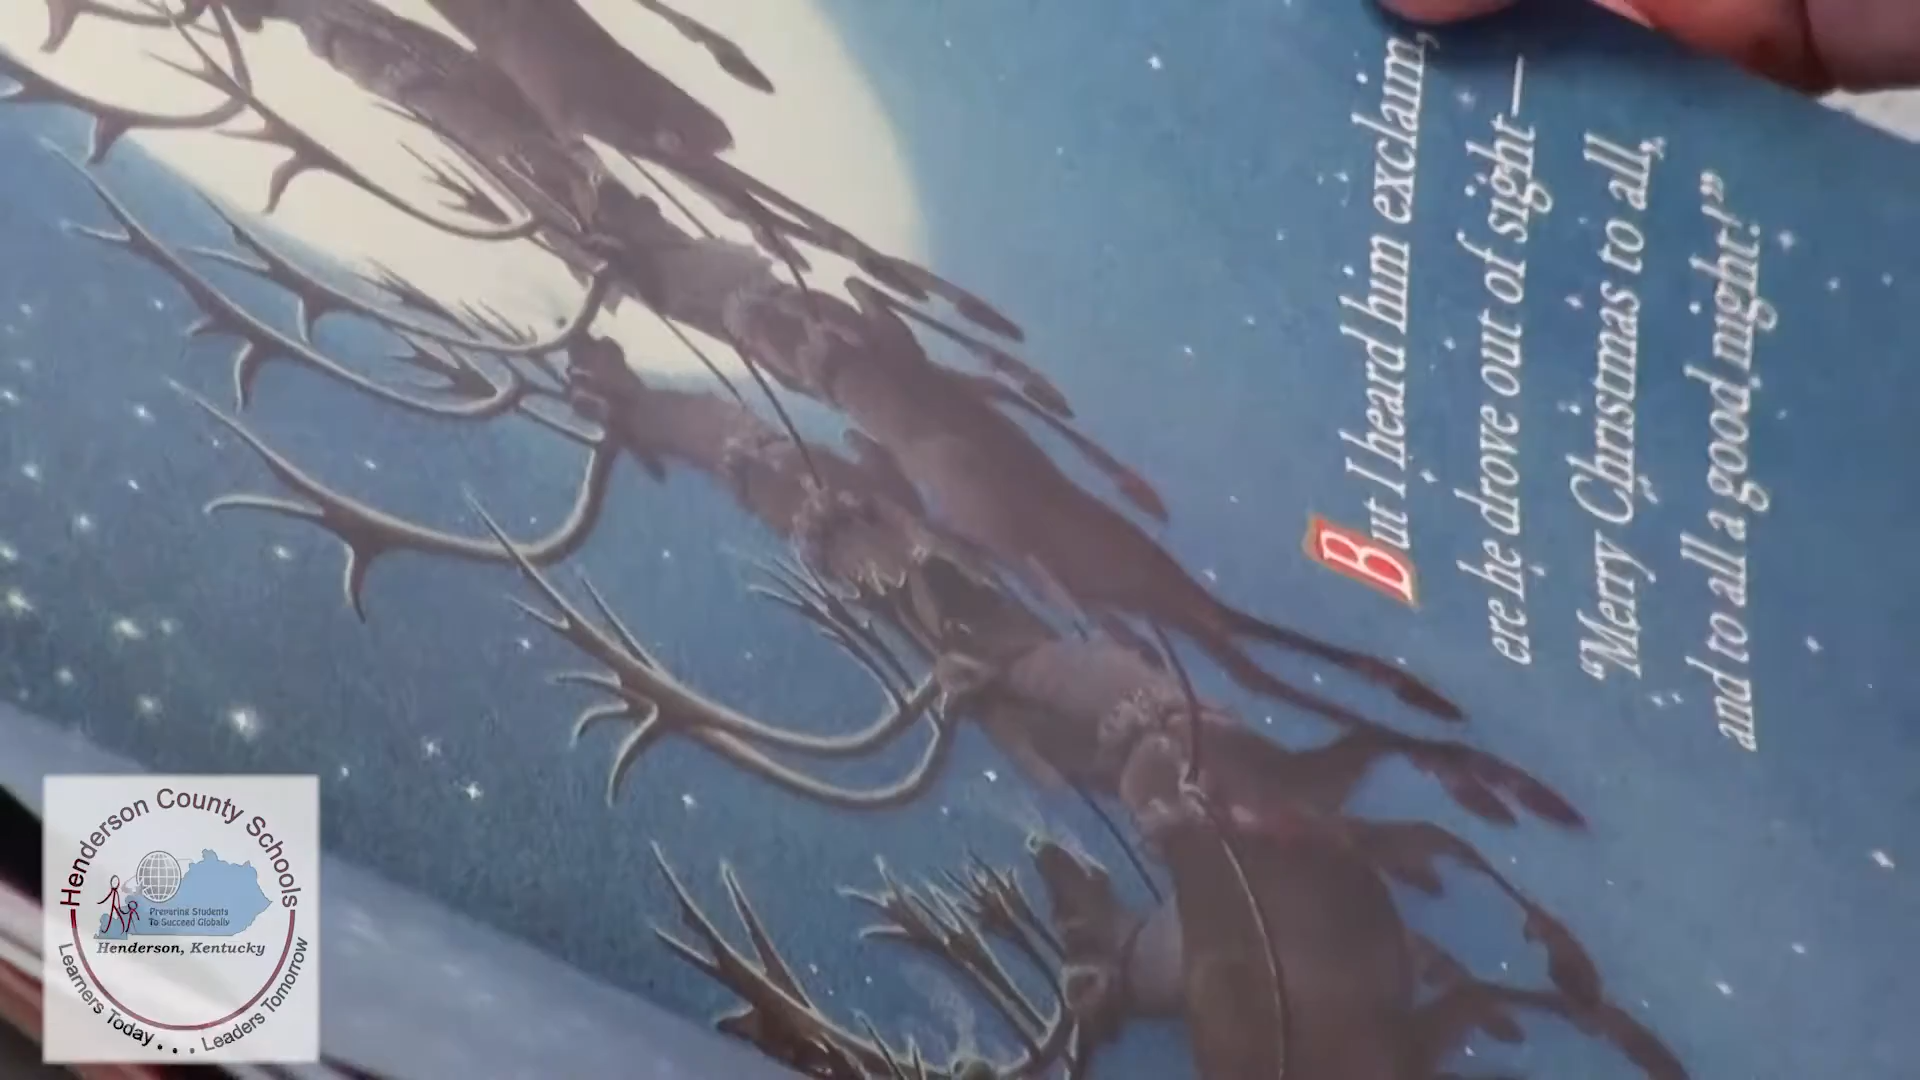 But I heard him exclaim,
ere he drove out of sight—
“Merry Christmas to all,
and to all a good night!”
Henderson County Schools
Preparing Students
To Succeed Globally
Henderson, Kentucky
Learners Today . . . Leaders Tomorrow